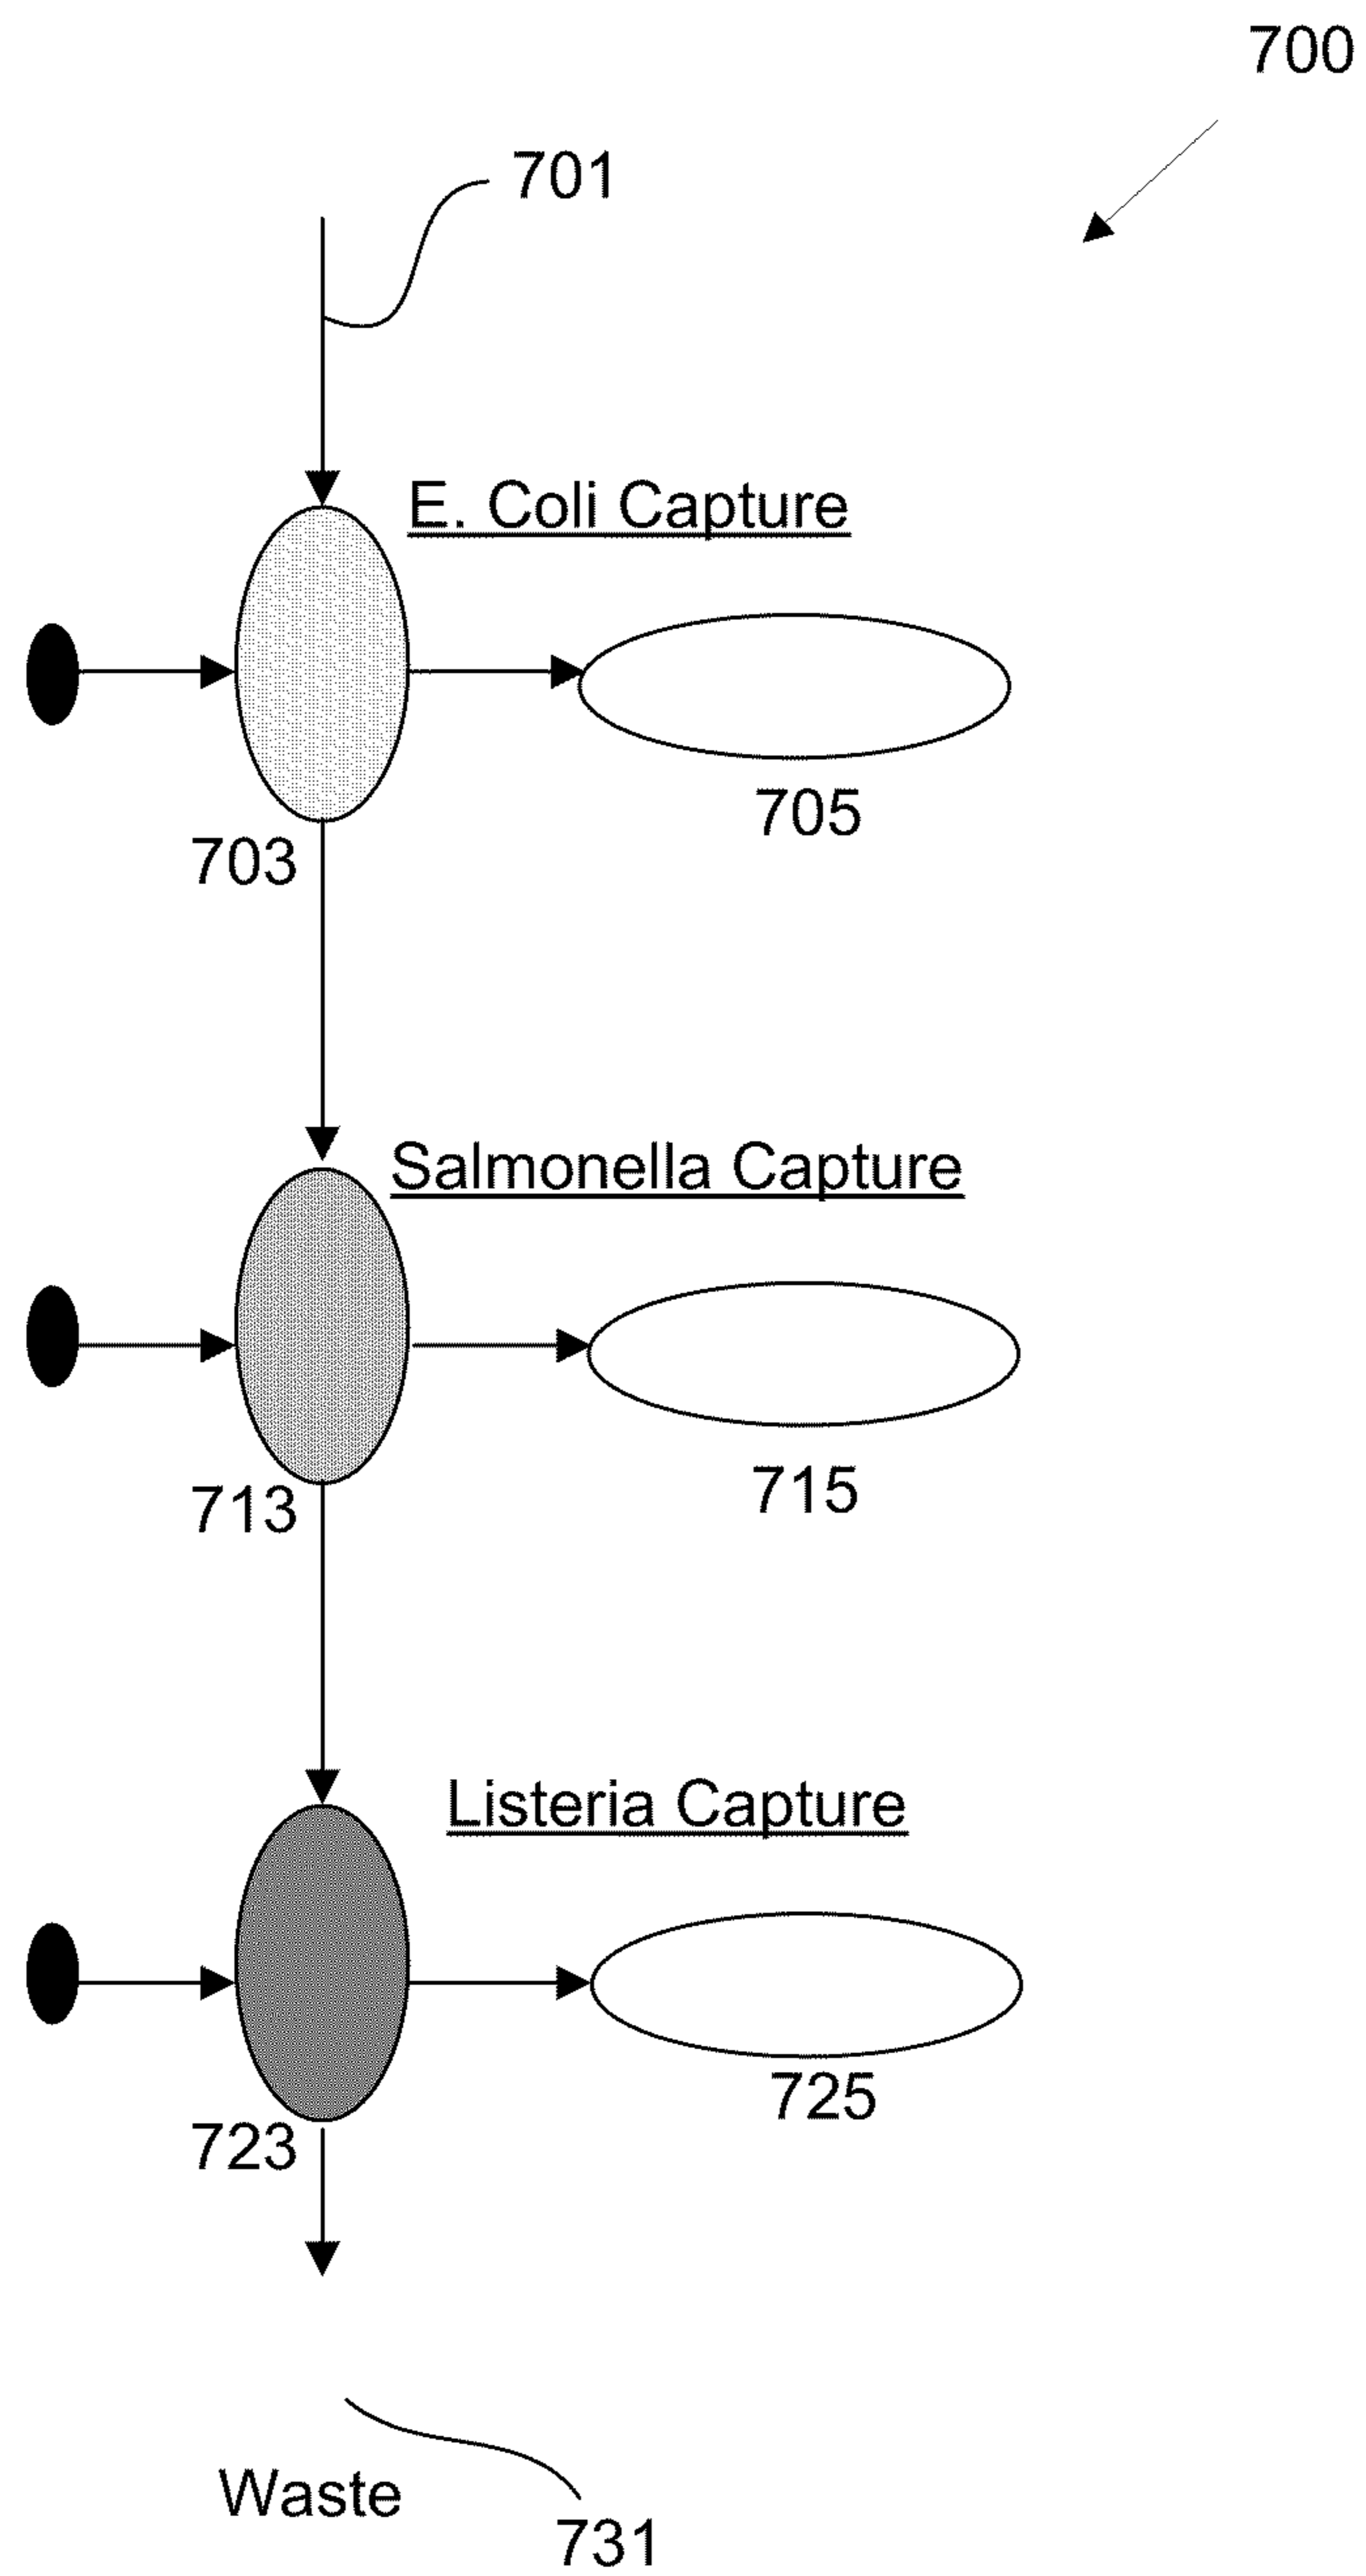 700
701
E. Coli Capture
705
703
Salmonella Capture
715
713
Listeria Capture
725
723
Waste
731